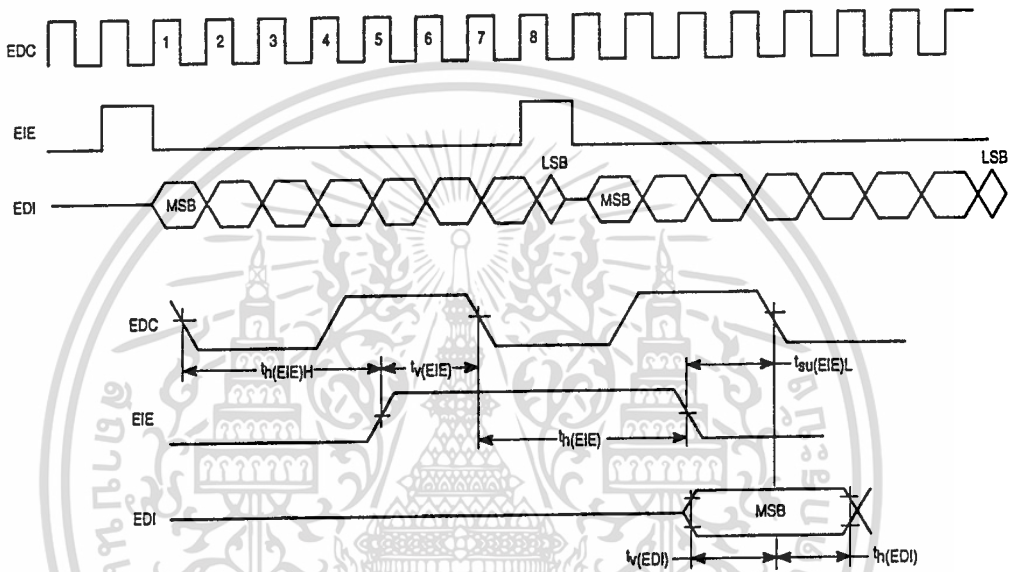 EDC 1 2 3 4 5 6 7 8
EIE
LSB LSB
EDI MSB MSB
EDC
th(EIE)H tv(EIE) tsu(EIE)L
EIE
th(EIE)
EDI MSB
tv(EDI) th(EDI)